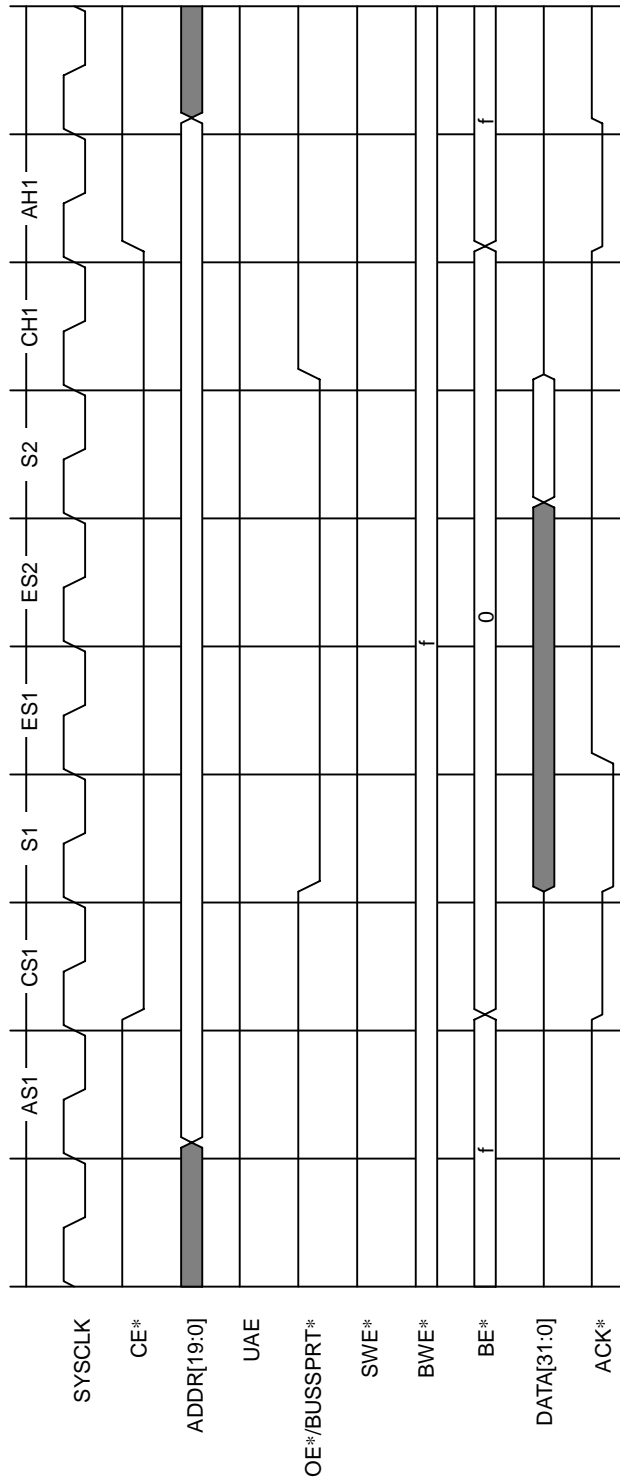 AS1 CS1 S1 ES1 ES2 S2 CH1 AH1
SYSCLK
CE*
ADDR[19:0]
UAE
OE*/BUSSPRT*
SWE*
BWE* f
BE* f 0 f
DATA[31:0]
ACK*